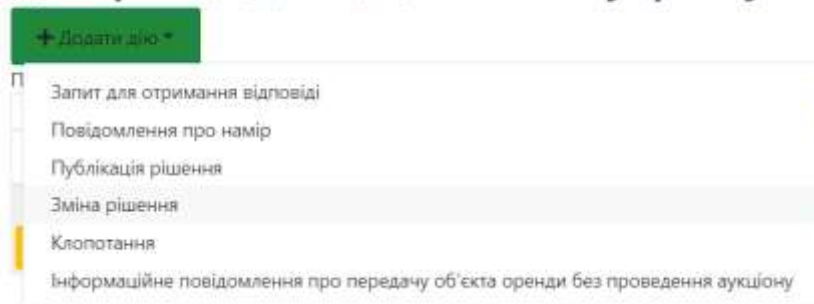 + Додати дію
П
Запит для отримання відповіді
Повідомлення про намір
Публікація рішення
Зміна рішення
Клопотання
Інформаційне повідомлення про передачу об'єкта оренди без проведення аукціону